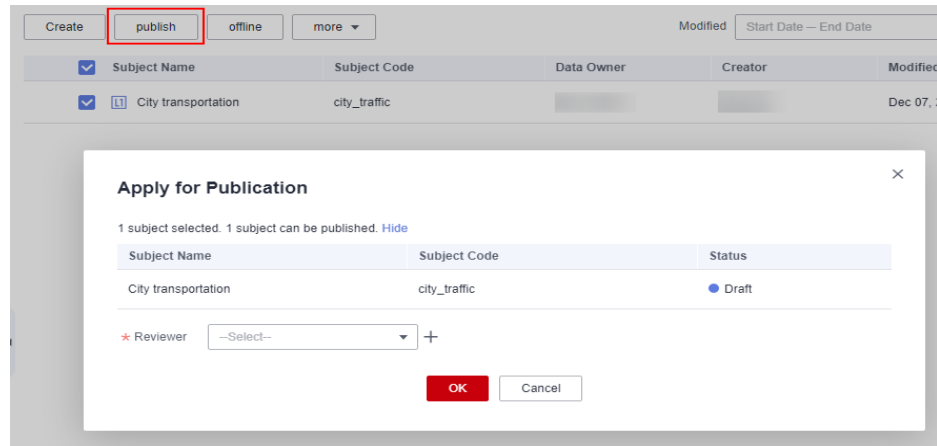 Create publish offline more Modified Start Date — End Date
Subject Name Subject Code Data Owner Creator Modified
L1 City transportation city_traffic Dec 07, 2
Apply for Publication
1 subject selected. 1 subject can be published. Hide
Subject Name Subject Code Status
City transportation city_traffic Draft
* Reviewer --Select-- +
OK Cancel